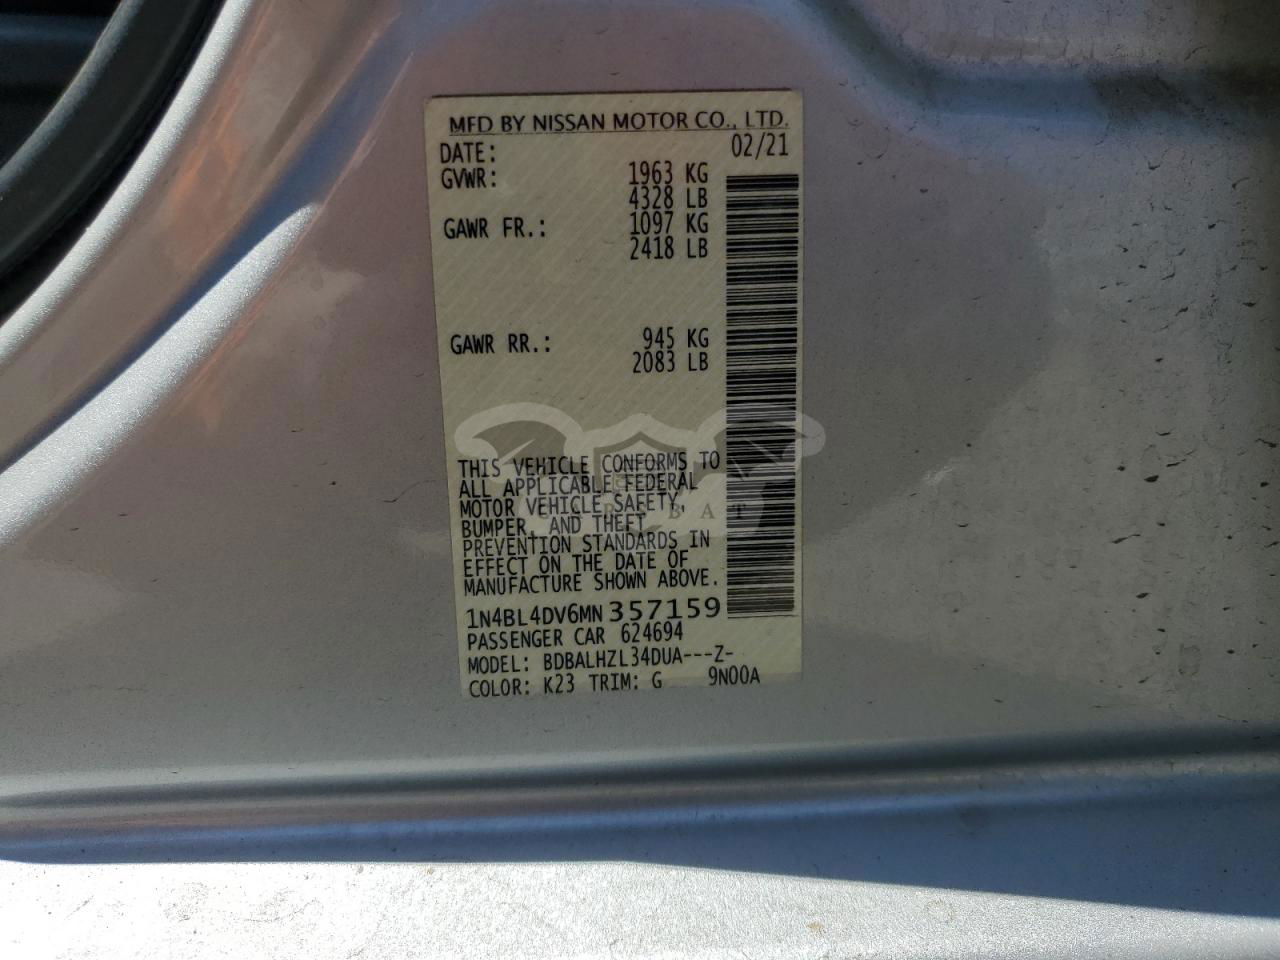 MFD BY NISSAN MOTOR CO., LTD.
DATE: 02/21
GVWR: 1963 KG
4328 LB
GAWR FR.: 1097 KG
2418 LB
GAWR RR.: 945 KG
2083 LB
THIS VEHICLE CONFORMS TO
ALL APPLICABLE FEDERAL
MOTOR VEHICLE SAFETY,
BUMPER, AND THEFT
PREVENTION STANDARDS IN
EFFECT ON THE DATE OF
MANUFACTURE SHOWN ABOVE.
1N4BL4DV6MN357159
PASSENGER CAR 624694
MODEL: BDBALHZL34DUA---Z-
COLOR: K23 TRIM: G 9N00A